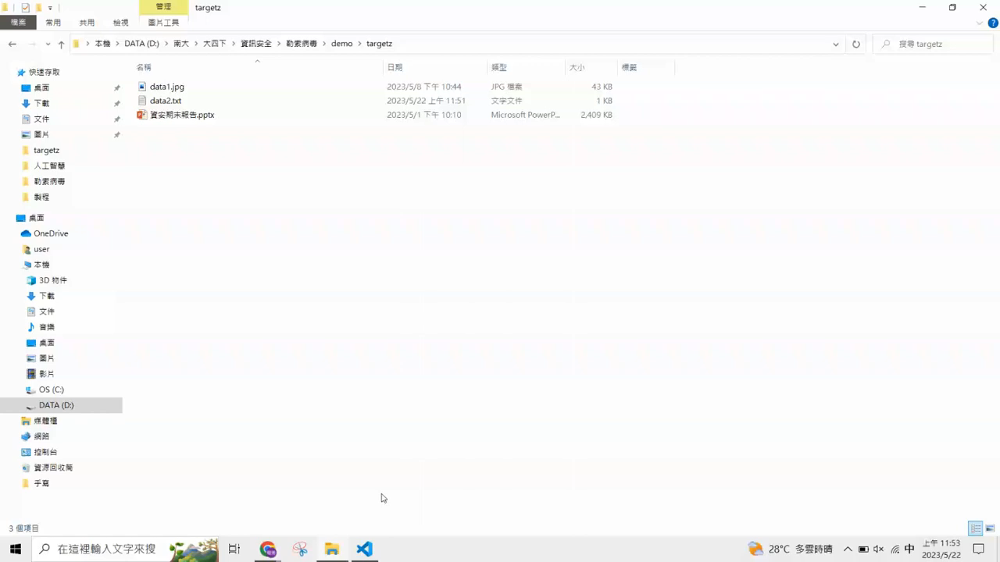 管理
targetz
檔案
常用
共用
檢視
圖片工具
本機 > DATA (D:) > 南大 > 大四下 > 資訊安全 > 勒索病毒 > demo > targetz
搜尋 targetz
名稱 日期 類型 大小 標籤
data1.jpg 2023/5/8 下午 10:44 JPG 檔案 43 KB
data2.txt 2023/5/22 上午 11:51 文字文件 1 KB
資安期末報告.pptx 2023/5/1 下午 10:10 Microsoft PowerP... 2,409 KB
快速存取
桌面
下載
文件
圖片
targetz
人工智慧
勒索病毒
製程
桌面
OneDrive
user
本機
3D 物件
下載
文件
音樂
桌面
圖片
影片
OS (C:)
DATA (D:)
媒體櫃
網路
控制台
資源回收筒
手寫
3 個項目
在這裡輸入文字來搜
28°C 多雲時晴
中
上午 11:53
2023/5/22